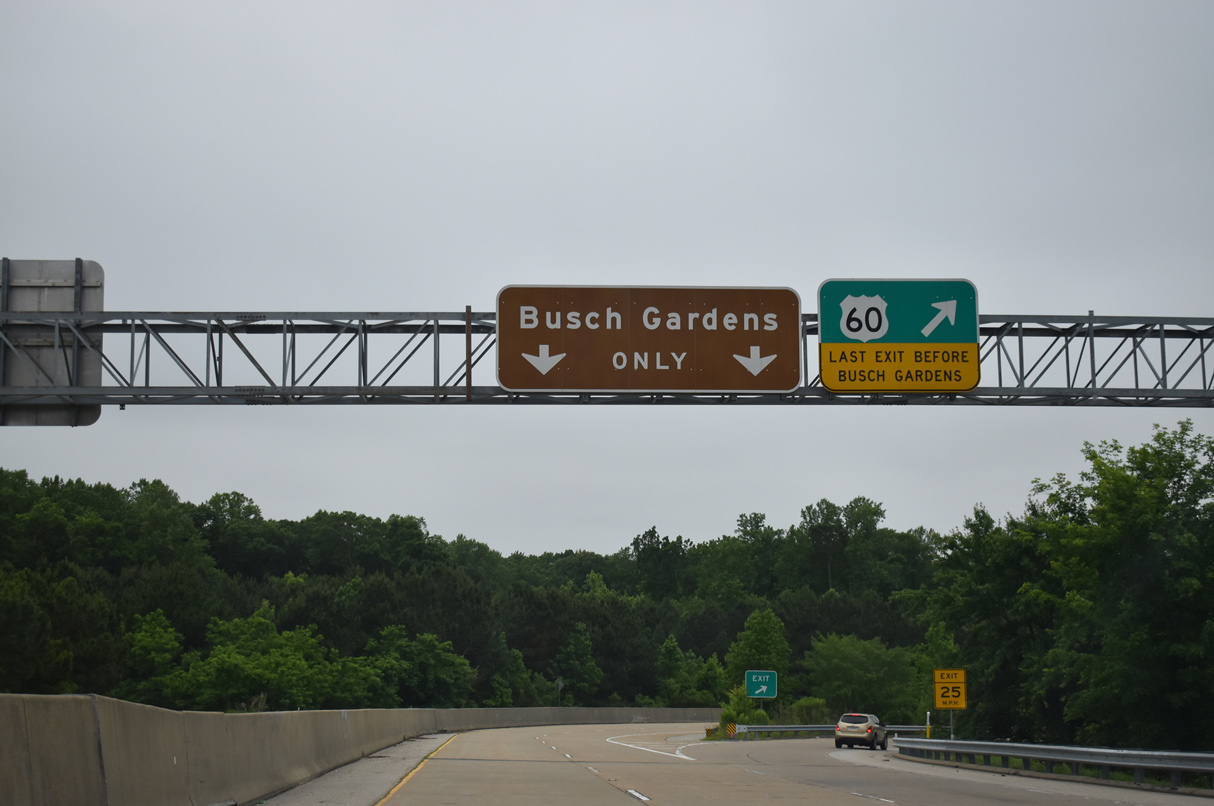 Busch Gardens
ONLY
60
LAST EXIT BEFORE
BUSCH GARDENS
EXIT
EXIT
25
M.P.H.